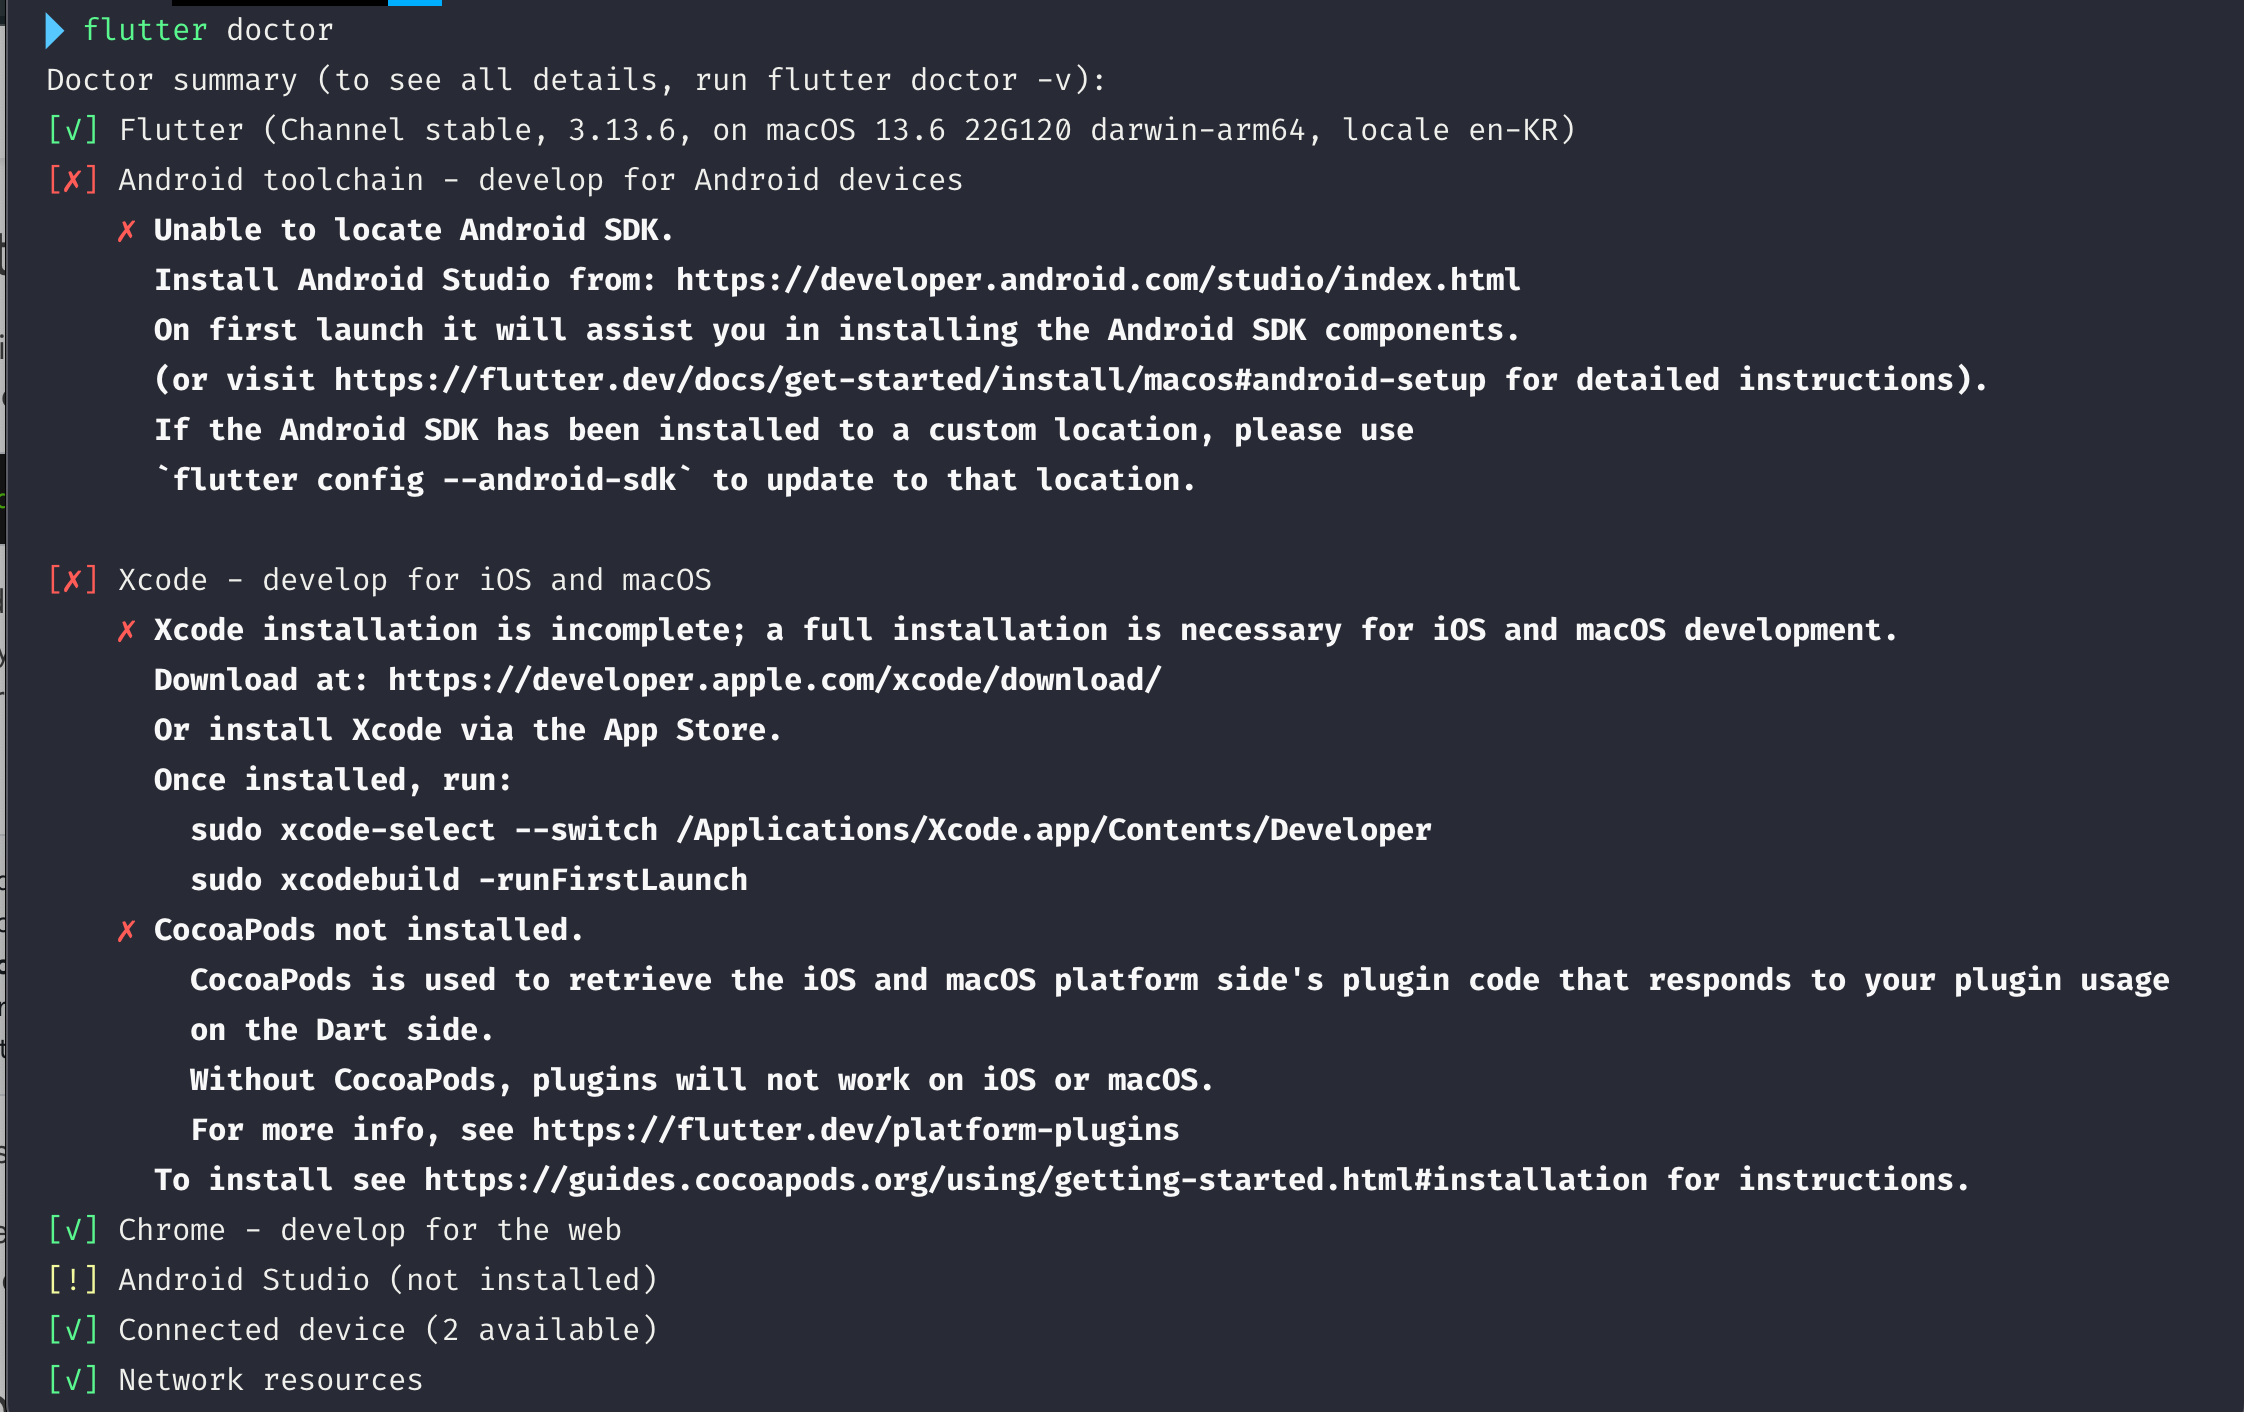 flutter doctor
Doctor summary (to see all details, run flutter doctor -v):
[✓] Flutter (Channel stable, 3.13.6, on macOS 13.6 22G120 darwin-arm64, locale en-KR)
[✗] Android toolchain - develop for Android devices
✗ Unable to locate Android SDK.
Install Android Studio from: https://developer.android.com/studio/index.html
On first launch it will assist you in installing the Android SDK components.
(or visit https://flutter.dev/docs/get-started/install/macos#android-setup for detailed instructions).
If the Android SDK has been installed to a custom location, please use
`flutter config --android-sdk` to update to that location.
[✗] Xcode - develop for iOS and macOS
✗ Xcode installation is incomplete; a full installation is necessary for iOS and macOS development.
Download at: https://developer.apple.com/xcode/download/
Or install Xcode via the App Store.
Once installed, run:
sudo xcode-select --switch /Applications/Xcode.app/Contents/Developer
sudo xcodebuild -runFirstLaunch
✗ CocoaPods not installed.
CocoaPods is used to retrieve the iOS and macOS platform side's plugin code that responds to your plugin usage
on the Dart side.
Without CocoaPods, plugins will not work on iOS or macOS.
For more info, see https://flutter.dev/platform-plugins
To install see https://guides.cocoapods.org/using/getting-started.html#installation for instructions.
[✓] Chrome - develop for the web
[!] Android Studio (not installed)
[✓] Connected device (2 available)
[✓] Network resources